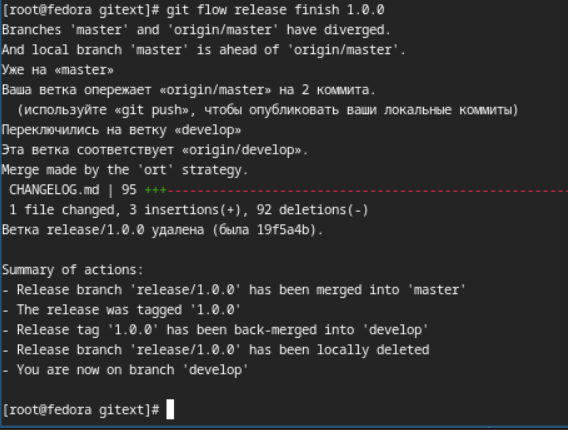 [root@fedora gitext]# git flow release finish 1.0.0
Branches 'master' and 'origin/master' have diverged.
And local branch 'master' is ahead of 'origin/master'.
Уже на «master»
Ваша ветка опережает «origin/master» на 2 коммита.
  (используйте «git push», чтобы опубликовать ваши локальные коммиты)
Переключились на ветку «develop»
Эта ветка соответствует «origin/develop».
Merge made by the 'ort' strategy.
 CHANGELOG.md | 95 +++---------------------------------------------------
 1 file changed, 3 insertions(+), 92 deletions(-)
Ветка release/1.0.0 удалена (была 19f5a4b).
Summary of actions:
- Release branch 'release/1.0.0' has been merged into 'master'
- The release was tagged '1.0.0'
- Release tag '1.0.0' has been back-merged into 'develop'
- Release branch 'release/1.0.0' has been locally deleted
- You are now on branch 'develop'
[root@fedora gitext]#